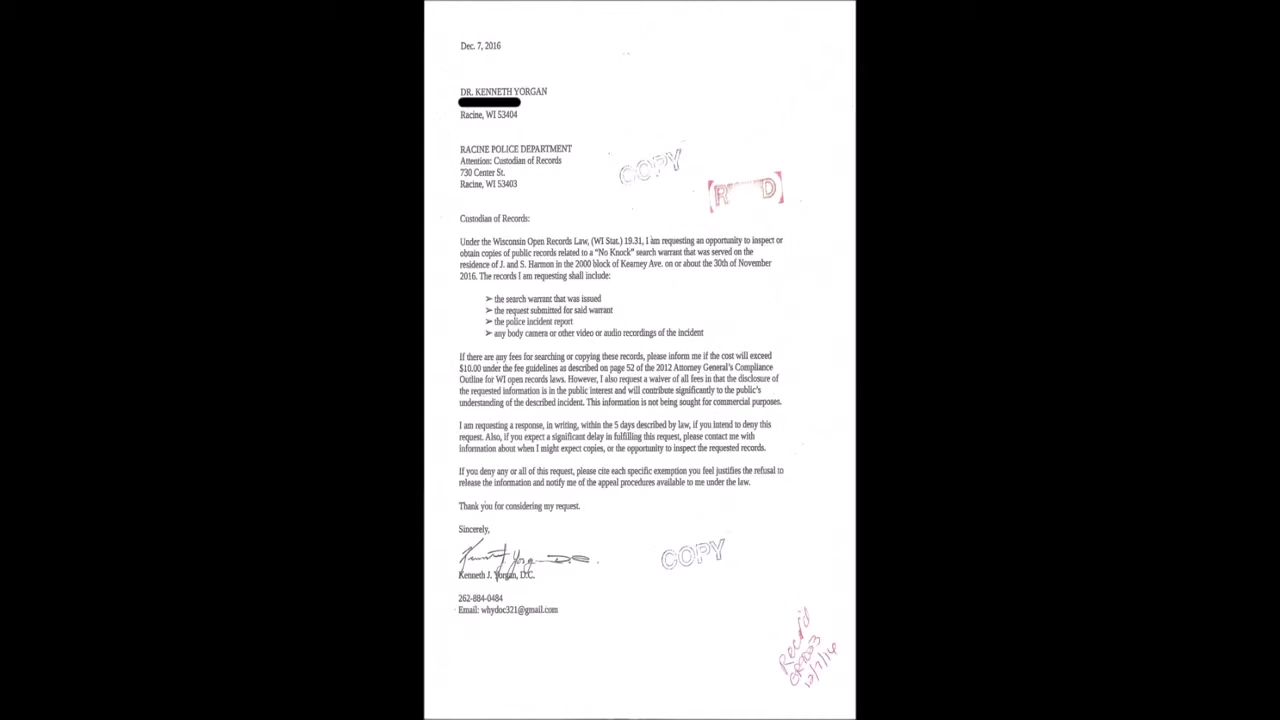 Dec. 7, 2016
DR. KENNETH YORGAN
Racine, WI 53404
RACINE POLICE DEPARTMENT
Attention: Custodian of Records
730 Center St.
Racine, WI 53403
COPY
Custodian of Records:
Under the Wisconsin Open Records Law, (WI Stat.) 19.31, I am requesting an opportunity to inspect or
obtain copies of public records related to a “No Knock” search warrant that was served on the
residence of J. and S. Harmon in the 2000 block of Kearney Ave. on or about the 30th of November
2016. The records I am requesting shall include:
➢ the search warrant that was issued
➢ the request submitted for said warrant
➢ the police incident report
➢ any body camera or other video or audio recordings of the incident
If there are any fees for searching or copying these records, please inform me if the cost will exceed
$10.00 under the fee guidelines as described on page 52 of the 2012 Attorney General's Compliance
Outline for WI open records laws. However, I also request a waiver of all fees in that the disclosure of
the requested information is in the public interest and will contribute significantly to the public's
understanding of the described incident. This information is not being sought for commercial purposes.
I am requesting a response, in writing, within the 5 days described by law, if you intend to deny this
request. Also, if you expect a significant delay in fulfilling this request, please contact me with
information about when I might expect copies, or the opportunity to inspect the requested records.
If you deny any or all of this request, please cite each specific exemption you feel justifies the refusal to
release the information and notify me of the appeal procedures available to me under the law.
Thank you for considering my request.
Sincerely,
Kenneth J. Yorgan, D.C.
COPY
262-884-0484
Email: whydoc321@gmail.com
Rec'd
12/7/16